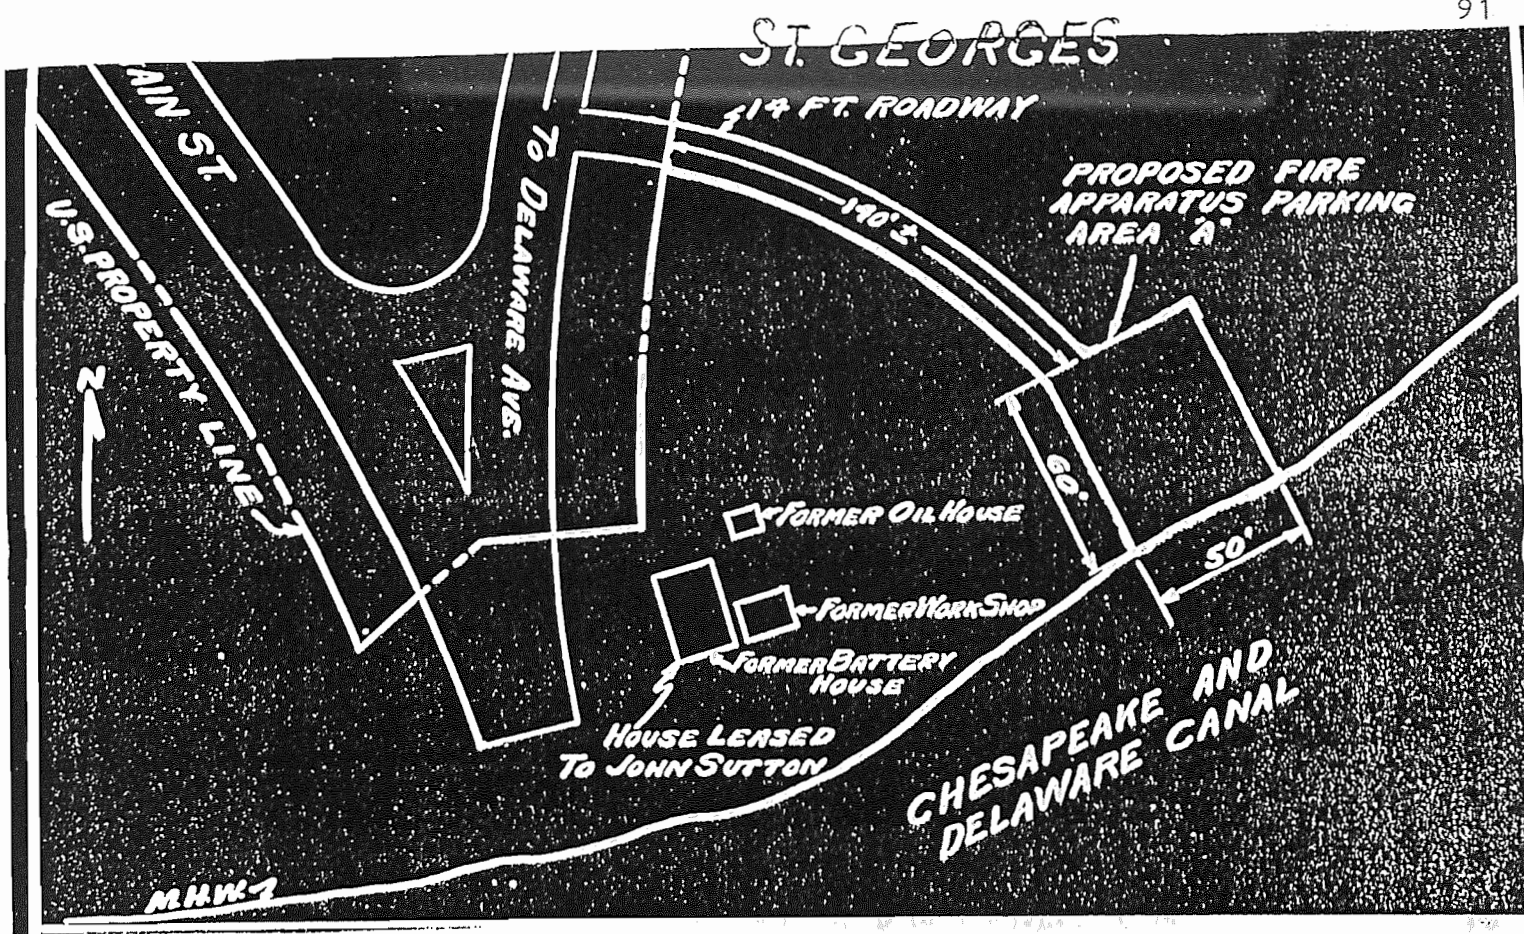 91
ST. GEORGES
AIN ST.
14 FT. ROADWAY
TO DELAWARE AVE.
PROPOSED FIRE
APPARATUS PARKING
AREA "A"
190' ±
U.S. PROPERTY LINE
N
60'
50'
FORMER OIL HOUSE
FORMER WORK SHOP
FORMER BATTERY
HOUSE
HOUSE LEASED
TO JOHN SUTTON
CHESAPEAKE AND
DELAWARE CANAL
M.H.W.